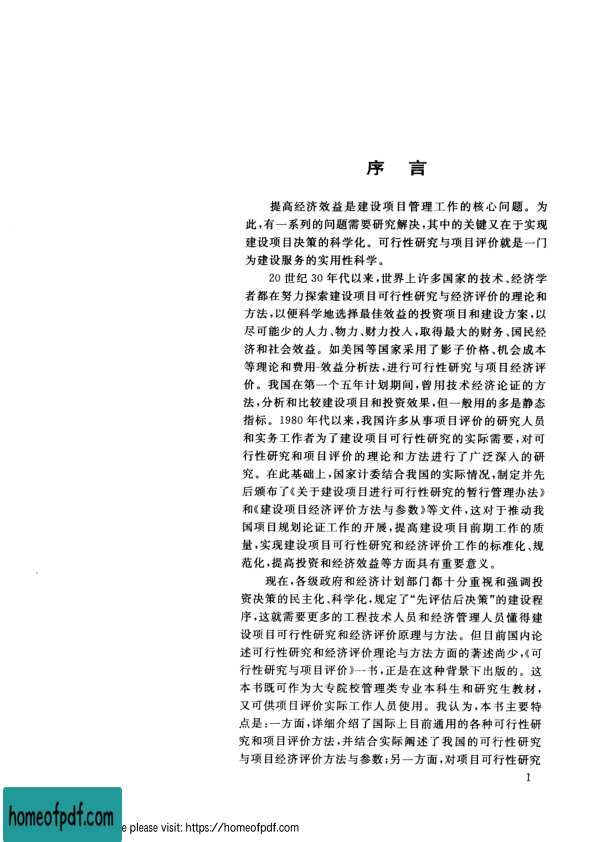 序 言
提高经济效益是建设项目管理工作的核心问题。为
此,有一系列的问题需要研究解决,其中的关键又在于实现
建设项目决策的科学化。可行性研究与项目评价就是一门
为建设服务的实用性科学。
20 世纪 30 年代以来,世界上许多国家的技术、经济学
者都在努力探索建设项目可行性研究与经济评价的理论和
方法,以便科学地选择最佳效益的投资项目和建设方案,以
尽可能少的人力、物力、财力投入,取得最大的财务、国民经
济和社会效益。如美国等国家采用了影子价格、机会成本
等理论和费用-效益分析法,进行可行性研究与项目经济评
价。我国在第一个五年计划期间,曾用技术经济论证的方
法,分析和比较建设项目和投资效果,但一般用的多是静态
指标。1980 年代以来,我国许多从事项目评价的研究人员
和实务工作者为了建设项目可行性研究的实际需要,对可
行性研究和项目评价的理论和方法进行了广泛深入的研
究。在此基础上,国家计委结合我国的实际情况,制定并先
后颁布了《关于建设项目进行可行性研究的暂行管理办法》
和《建设项目经济评价方法与参数》等文件,这对于推动我
国项目规划论证工作的开展,提高建设项目前期工作的质
量,实现建设项目可行性研究和经济评价工作的标准化、规
范化,提高投资和经济效益等方面具有重要意义。
现在,各级政府和经济计划部门都十分重视和强调投
资决策的民主化、科学化,规定了“先评估后决策”的建设程
序,这就需要更多的工程技术人员和经济管理人员懂得建
设项目可行性研究和经济评价原理与方法。但目前国内论
述可行性研究和经济评价理论与方法方面的著述尚少,《可
行性研究与项目评价》一书,正是在这种背景下出版的。这
本书既可作为大专院校管理类专业本科生和研究生教材,
又可供项目评价实际工作人员使用。我认为,本书主要特
点是:一方面,详细介绍了国际上目前通用的各种可行性研
究和项目评价方法,并结合实际阐述了我国的可行性研究
与项目经济评价方法与参数;另一方面,对项目可行性研究
1
homeofpdf.com
e please visit: https://homeofpdf.com